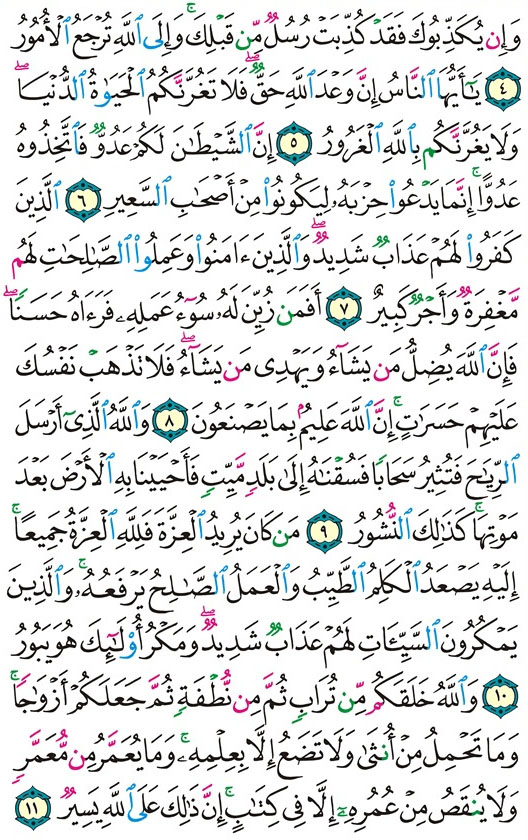 وَإِن يُكَذِّبُوكَ فَقَدْ كُذِّبَتْ رُسُلٌ مِّن قَبْلِكَ ۚ وَإِلَى ٱللَّهِ تُرْجَعُ ٱلْأُمُورُ
٤ يَٰٓأَيُّهَا ٱلنَّاسُ إِنَّ وَعْدَ ٱللَّهِ حَقٌّ ۖ فَلَا تَغُرَّنَّكُمُ ٱلْحَيَوٰةُ ٱلدُّنْيَا ۖ
وَلَا يَغُرَّنَّكُم بِٱللَّهِ ٱلْغَرُورُ ٥ إِنَّ ٱلشَّيْطَٰنَ لَكُمْ عَدُوٌّ فَٱتَّخِذُوهُ
عَدُوًّا ۚ إِنَّمَا يَدْعُوا۟ حِزْبَهُۥ لِيَكُونُوا۟ مِنْ أَصْحَٰبِ ٱلسَّعِيرِ ٦ ٱلَّذِينَ
كَفَرُوا۟ لَهُمْ عَذَابٌ شَدِيدٌ ۖ وَٱلَّذِينَ ءَامَنُوا۟ وَعَمِلُوا۟ ٱلصَّٰلِحَٰتِ لَهُم
مَّغْفِرَةٌ وَأَجْرٌ كَبِيرٌ ٧ أَفَمَن زُيِّنَ لَهُۥ سُوٓءُ عَمَلِهِۦ فَرَءَاهُ حَسَنًا ۖ
فَإِنَّ ٱللَّهَ يُضِلُّ مَن يَشَآءُ وَيَهْدِى مَن يَشَآءُ ۖ فَلَا تَذْهَبْ نَفْسُكَ
عَلَيْهِمْ حَسَرَٰتٍ ۚ إِنَّ ٱللَّهَ عَلِيمٌۢ بِمَا يَصْنَعُونَ ٨ وَٱللَّهُ ٱلَّذِىٓ أَرْسَلَ
ٱلرِّيَٰحَ فَتُثِيرُ سَحَابًا فَسُقْنَٰهُ إِلَىٰ بَلَدٍ مَّيِّتٍ فَأَحْيَيْنَا بِهِ ٱلْأَرْضَ بَعْدَ
مَوْتِهَا ۚ كَذَٰلِكَ ٱلنُّشُورُ ٩ مَن كَانَ يُرِيدُ ٱلْعِزَّةَ فَلِلَّهِ ٱلْعِزَّةُ جَمِيعًا ۚ
إِلَيْهِ يَصْعَدُ ٱلْكَلِمُ ٱلطَّيِّبُ وَٱلْعَمَلُ ٱلصَّٰلِحُ يَرْفَعُهُۥ ۚ وَٱلَّذِينَ
يَمْكُرُونَ ٱلسَّيِّـَٔاتِ لَهُمْ عَذَابٌ شَدِيدٌ ۖ وَمَكْرُ أُو۟لَٰٓئِكَ هُوَ يَبُورُ
١٠ وَٱللَّهُ خَلَقَكُم مِّن تُرَابٍ ثُمَّ مِن نُّطْفَةٍ ثُمَّ جَعَلَكُمْ أَزْوَٰجًا ۚ
وَمَا تَحْمِلُ مِنْ أُنثَىٰ وَلَا تَضَعُ إِلَّا بِعِلْمِهِۦ ۚ وَمَا يُعَمَّرُ مِن مُّعَمَّرٍ
وَلَا يُنقَصُ مِنْ عُمُرِهِۦٓ إِلَّا فِى كِتَٰبٍ ۚ إِنَّ ذَٰلِكَ عَلَى ٱللَّهِ يَسِيرٌ ١١